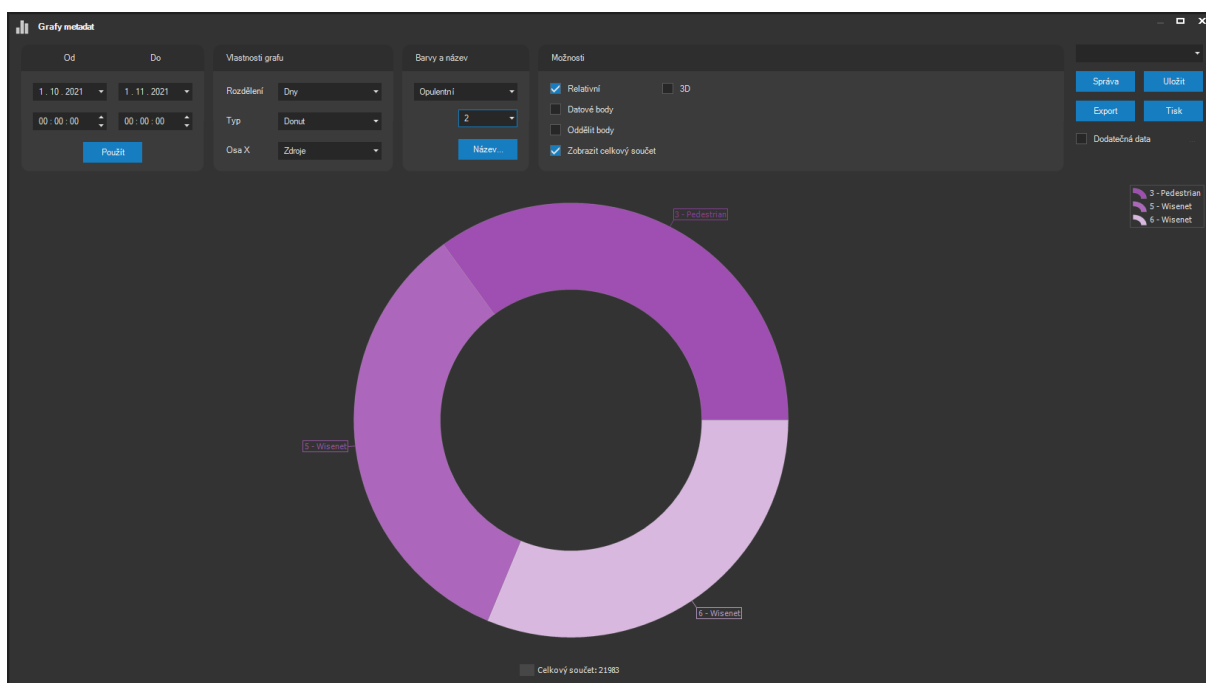 Grafy metadat
Od Do
1 . 10 . 2021 1 . 11 . 2021
00 : 00 : 00 00 : 00 : 00
Použít
Vlastnosti grafu
Rozdělení Dny
Typ Donut
Osa X Zdroje
Barvy a název
Opulentní
2
Název...
Možnosti
Relativní 3D
Datové body
Oddělit body
Zobrazit celkový součet
Správa Uložit
Export Tisk
Dodatečná data
3 - Pedestrian
5 - Wisenet
6 - Wisenet
3 - Pedestrian
5 - Wisenet
6 - Wisenet
Celkový součet: 21983